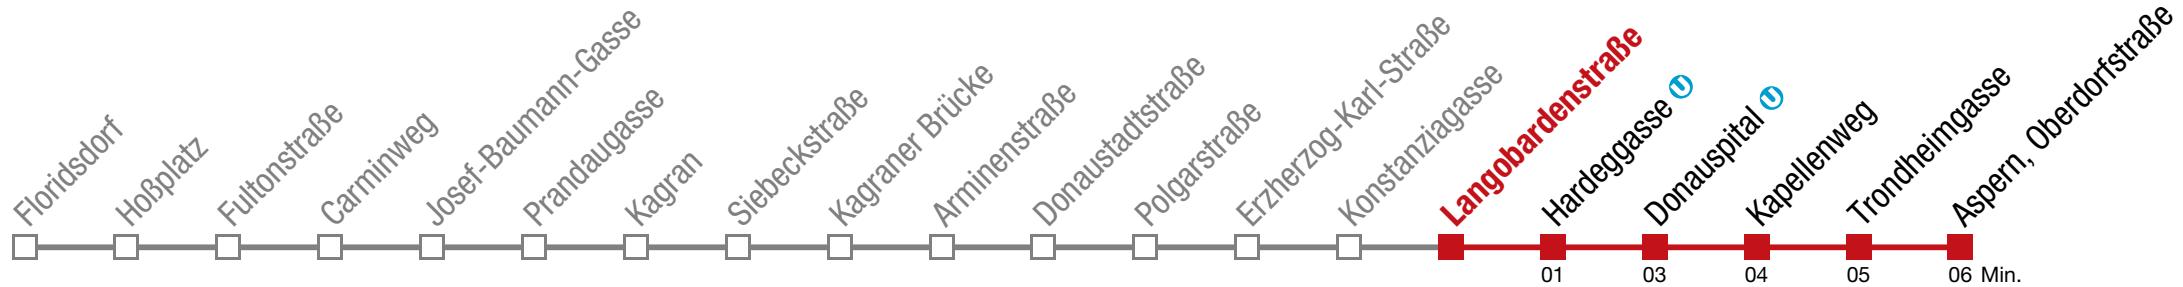 Floridsdorf
Hoßplatz
Fultonstraße
Carminweg
Josef-Baumann-Gasse
Prandaugasse
Kagran
Siebeckstraße
Kagraner Brücke
Arminenstraße
Donaustadtstraße
Polgarstraße
Erzherzog-Karl-Straße
Konstanziagasse
Langobardenstraße
Hardeggasse U
Donauspital U
Kapellenweg
Trondheimgasse
Aspern, Oberdorfstraße
01 03 04 05 06 Min.